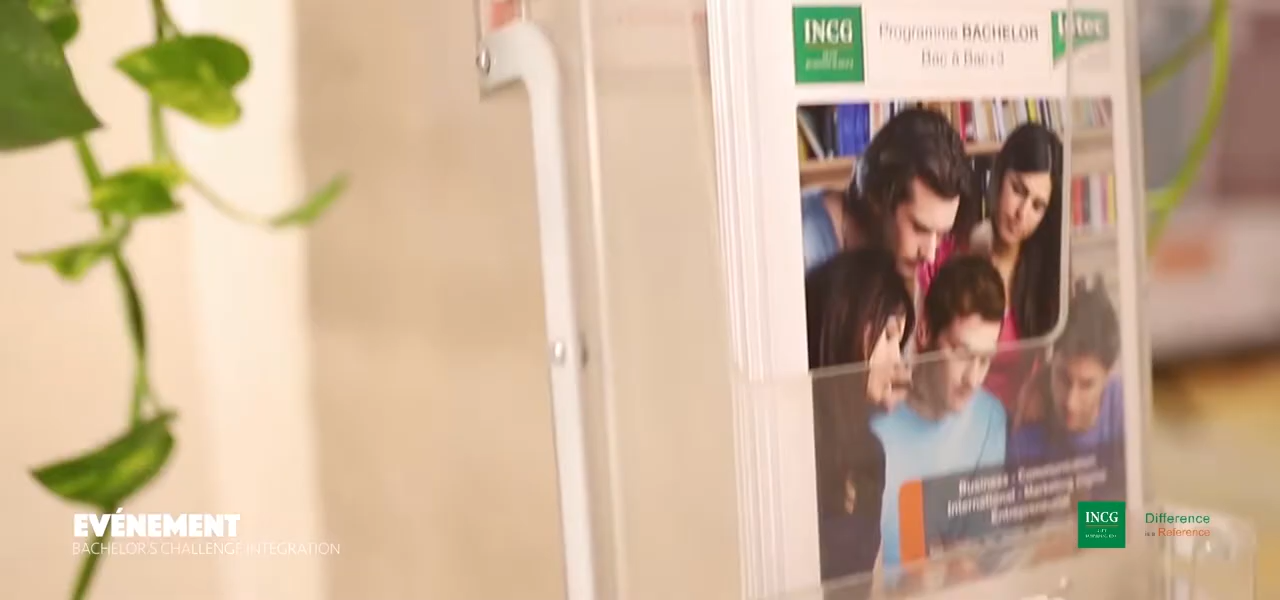 INCG
Programme BACHELOR
Bac à Bac+3
Business - Communication
International - Marketing Digital
Entrepreneuriat
EVÉNEMENT
BACHELOR'S CHALLENGE INTEGRATION
INCG
Difference
Reference